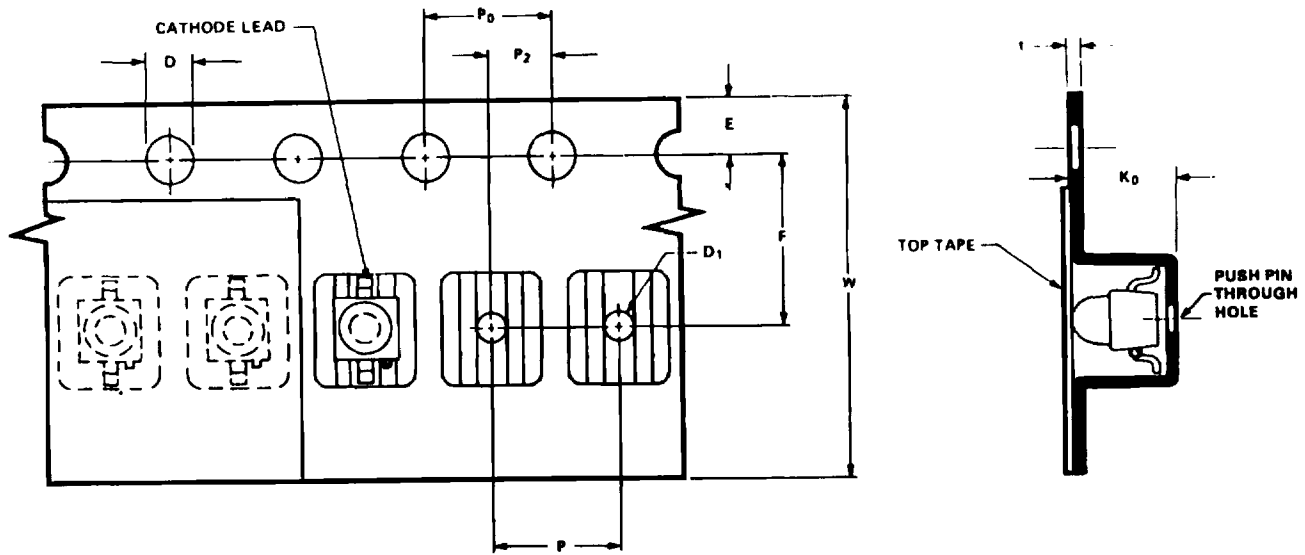 CATHODE LEAD
D
P₀
P₂
E
F
W
D₁
P
t
K₀
TOP TAPE
PUSH PIN
THROUGH
HOLE